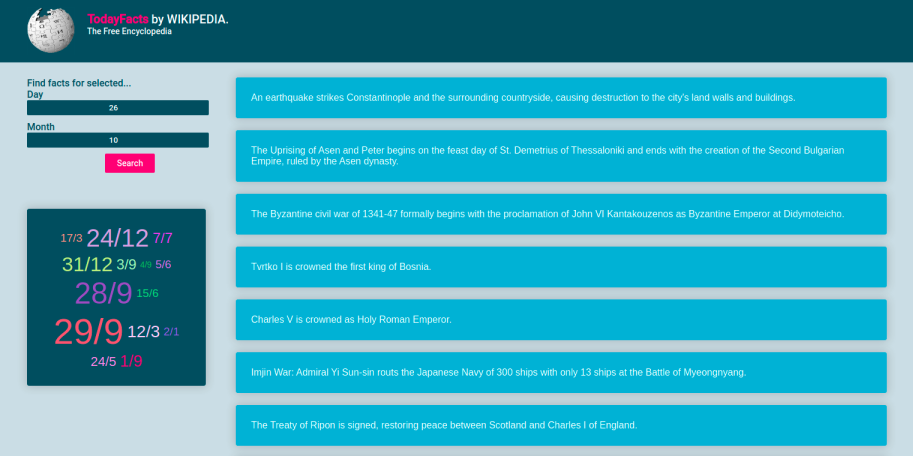 TodayFacts by WIKIPEDIA.
The Free Encyclopedia
Find facts for selected...
Day
26
Month
10
Search
17/3 24/12 7/7
31/12 3/9 4/9 5/6
28/9 15/6
29/9 12/3 2/1
24/5 1/9
An earthquake strikes Constantinople and the surrounding countryside, causing destruction to the city's land walls and buildings.
The Uprising of Asen and Peter begins on the feast day of St. Demetrius of Thessaloniki and ends with the creation of the Second Bulgarian
Empire, ruled by the Asen dynasty.
The Byzantine civil war of 1341-47 formally begins with the proclamation of John VI Kantakouzenos as Byzantine Emperor at Didymoteicho.
Tvrtko I is crowned the first king of Bosnia.
Charles V is crowned as Holy Roman Emperor.
Imjin War: Admiral Yi Sun-sin routs the Japanese Navy of 300 ships with only 13 ships at the Battle of Myeongnyang.
The Treaty of Ripon is signed, restoring peace between Scotland and Charles I of England.